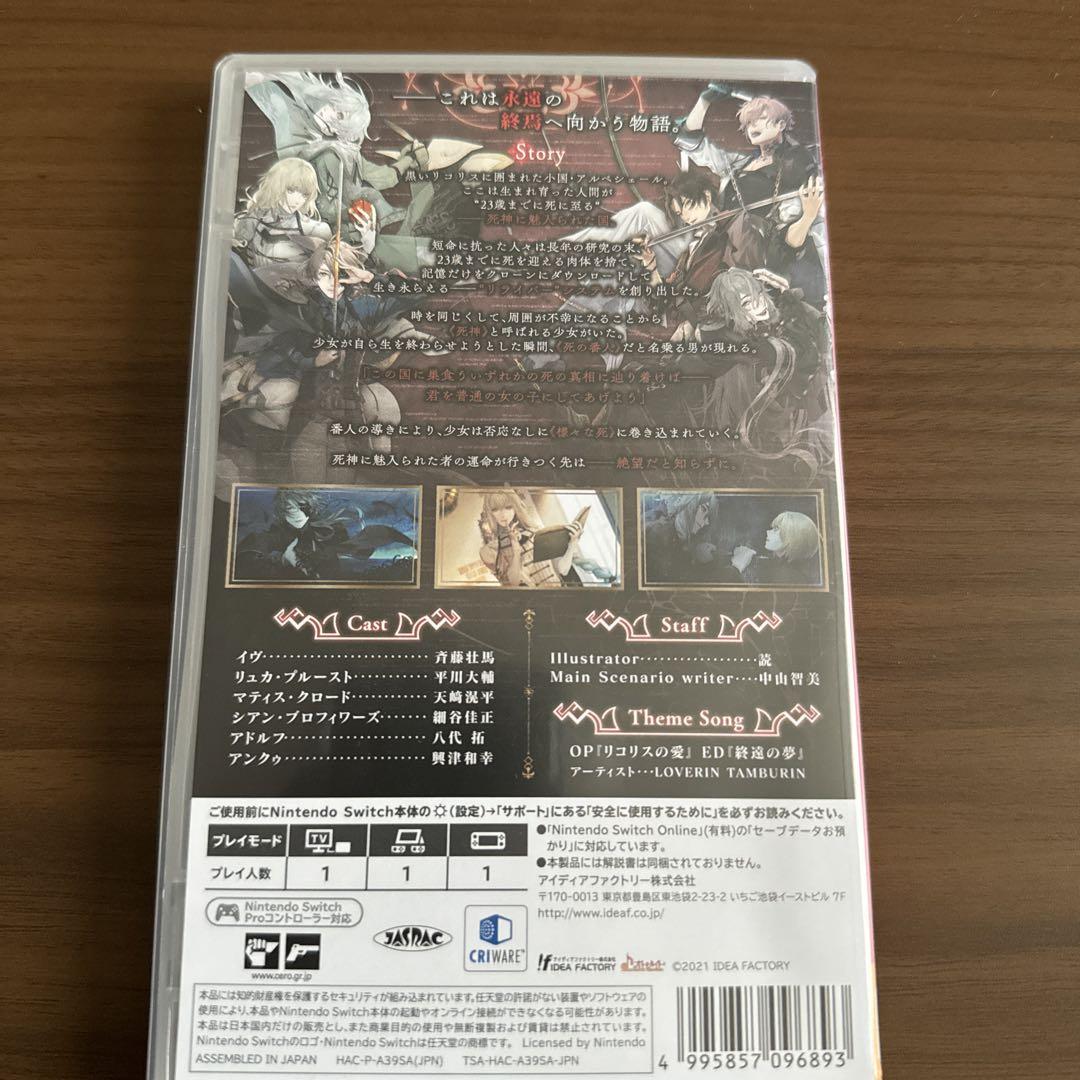 ──これは永遠の
終焉へ向かう物語。
Story
黒いリコリスに囲まれた小国・アルペシェール。
ここは生まれ育った人間が
“23歳までに死に至る”
──死神に魅入られた国。
短命に抗った人々は長年の研究の末、
23歳までに死を迎える肉体を捨て、
記憶だけをクローンにダウンロードして
生き永らえる──“リライバー”システムを創り出した。
時を同じくして、周囲が不幸になることから
《死神》と呼ばれる少女がいた。
少女が自ら生を終わらせようとした瞬間、《死の番人》だと名乗る男が現れる。
「この国に巣食ういずれかの死の真相に辿り着けば──
君を普通の女の子にしてあげよう」
番人の導きにより、少女は否応なしに《様々な死》に巻き込まれていく。
死神に魅入られた者の運命が行きつく先は──絶望だと知らずに。
Cast
イヴ‥‥‥‥‥‥‥‥‥‥斉藤壮馬
リュカ・プルースト‥‥‥‥‥平川大輔
マティス・クロード‥‥‥‥‥天﨑滉平
シアン・ブロフィワーズ‥‥‥細谷佳正
アドルフ‥‥‥‥‥‥‥‥‥八代 拓
アンクゥ‥‥‥‥‥‥‥‥‥興津和幸
Staff
Illustrator‥‥‥‥‥‥‥読
Main Scenario writer‥‥中山智美
Theme Song
OP『リコリスの愛』 ED『終遠の夢』
アーティスト‥‥LOVERIN TAMBURIN
ご使用前にNintendo Switch本体の(設定)→「サポート」にある「安全に使用するために」を必ずお読みください。
プレイモード TV
プレイ人数 1 1 1
●「Nintendo Switch Online」(有料)の「セーブデータお預
かり」に対応しています。
●本製品には解説書は同梱されておりません。
アイディアファクトリー株式会社
〒170-0013 東京都豊島区東池袋2-23-2 いちご池袋イーストビル 7F
http://www.ideaf.co.jp/
Nintendo Switch
Proコントローラー対応
JASRAC
CRIWARE™
www.cero.gr.jp
アイディアファクトリー株式会社
IDEA FACTORY
©2021 IDEA FACTORY
本品には知的財産権を保護するセキュリティが組み込まれています。任天堂の許諾がない装置やソフトウェアの
使用により、本品やNintendo Switch本体の起動やオンライン接続ができなくなる可能性があります。
本品は日本国内だけの販売とし、また商業目的の使用や無断複製および賃貸は禁止されています。
Nintendo Switchのロゴ・Nintendo Switchは任天堂の商標です。 Licensed by Nintendo
ASSEMBLED IN JAPAN HAC-P-A39SA(JPN) TSA-HAC-A39SA-JPN
4 995857 096893